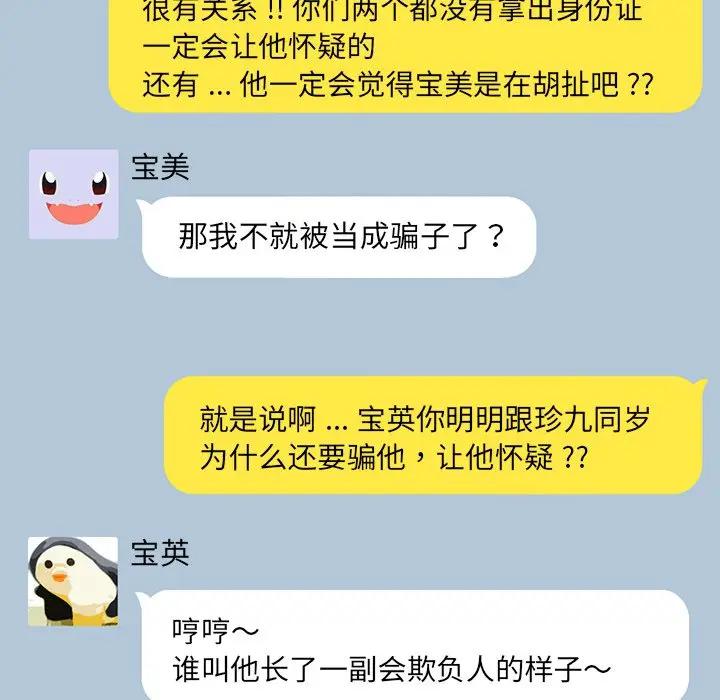 很有关系 !! 你们两个都没有拿出身份证
一定会让他怀疑的
还有 ... 他一定会觉得宝美是在胡扯吧 ??
宝美
那我不就被当成骗子了？
就是说啊 ... 宝英你明明跟珍九同岁
为什么还要骗他，让他怀疑 ??
宝英
哼哼～
谁叫他长了一副会欺负人的样子～